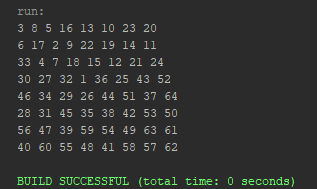 run:
3 8 5 16 13 10 23 20
6 17 2 9 22 19 14 11
33 4 7 18 15 12 21 24
30 27 32 1 36 25 43 52
46 34 29 26 44 51 37 64
28 31 45 35 38 42 53 50
56 47 39 59 54 49 63 61
40 60 55 48 41 58 57 62
BUILD SUCCESSFUL (total time: 0 seconds)